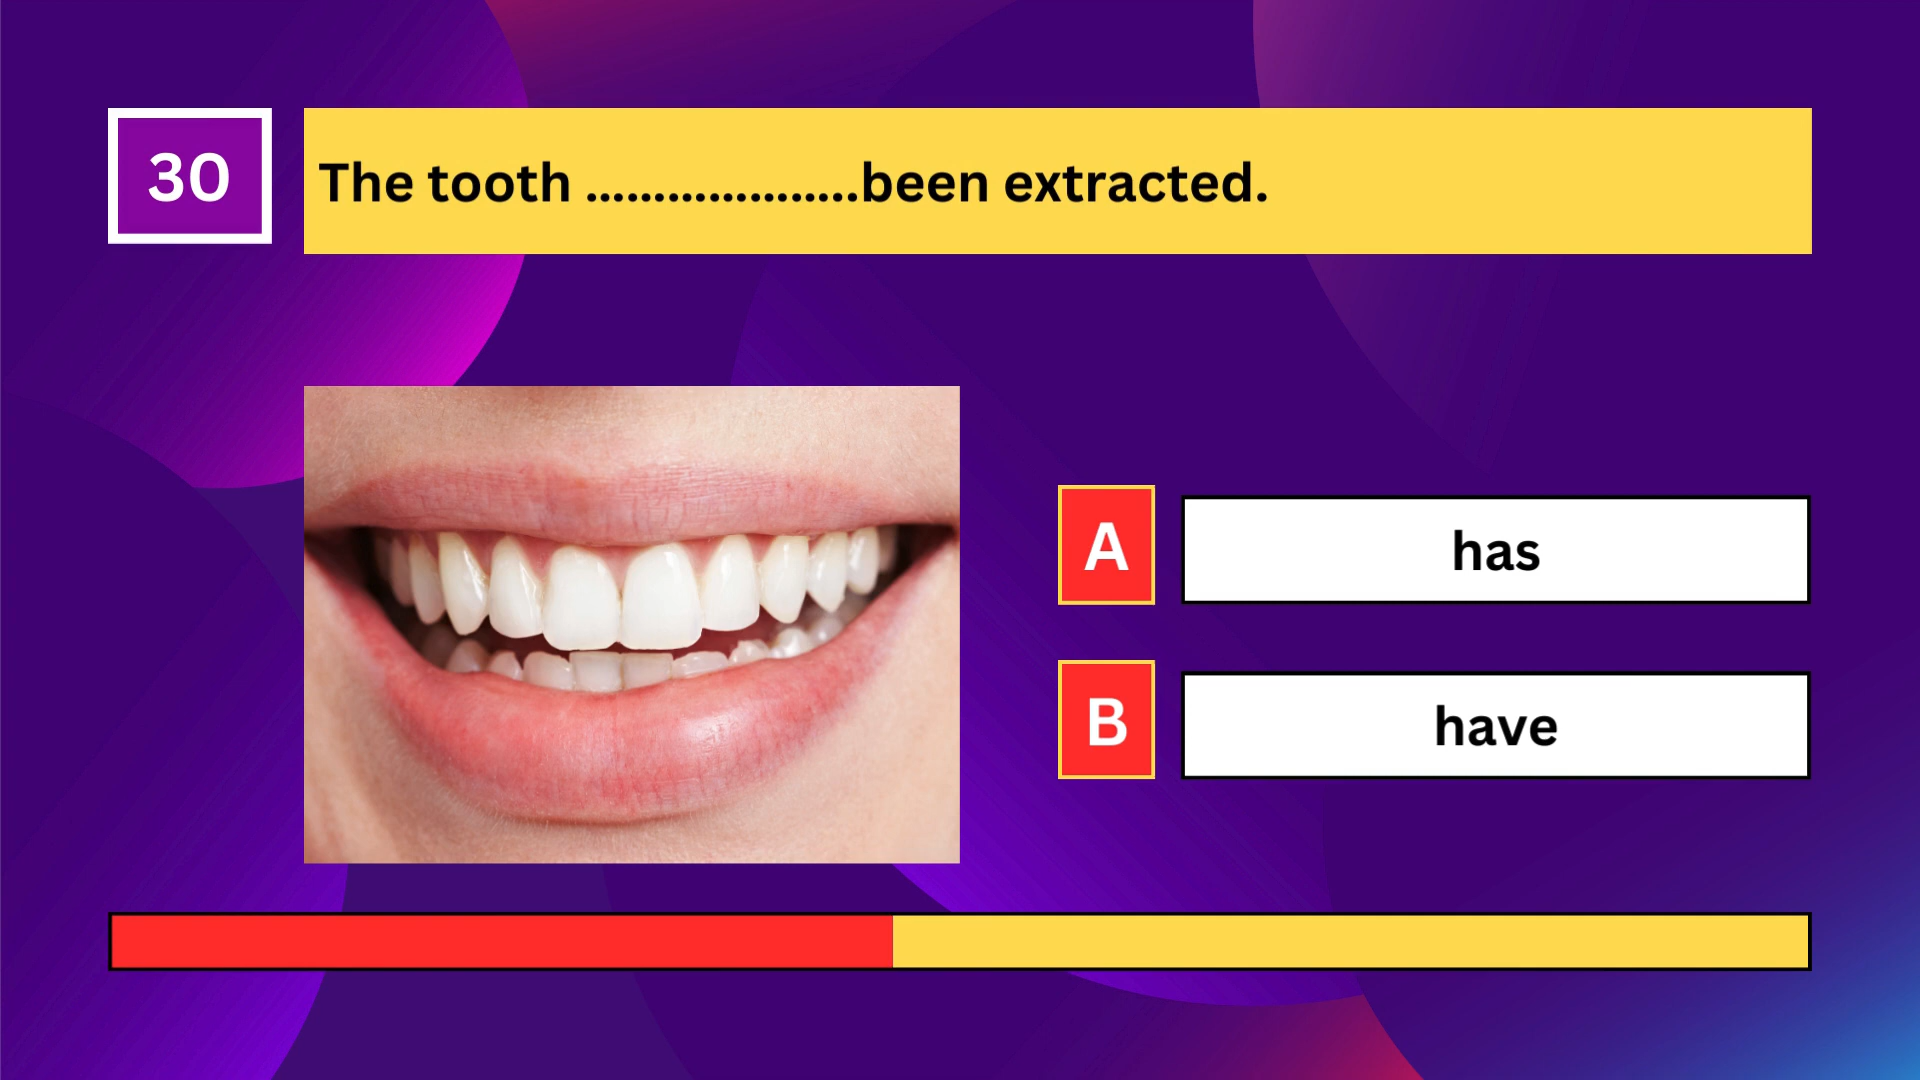 30
The tooth ....................been extracted.
A
has
B
have